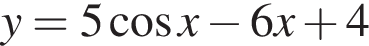 y = 5 cos x − 6x + 4